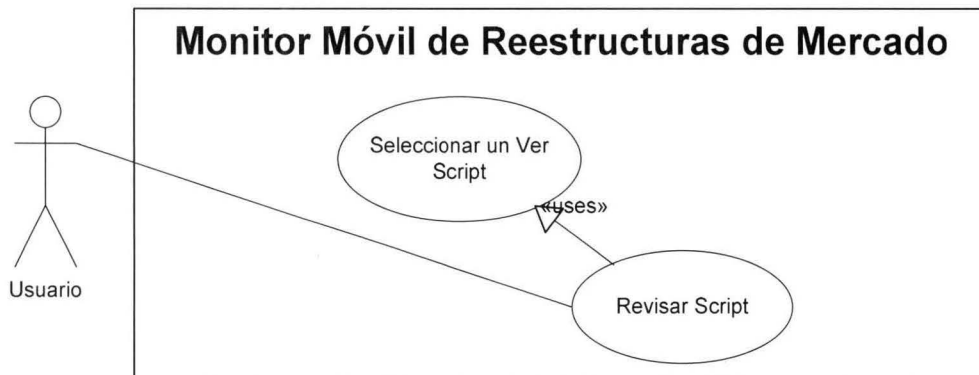 Monitor Móvil de Reestructuras de Mercado
Seleccionar un Ver
Script
«uses»
Usuario
Revisar Script